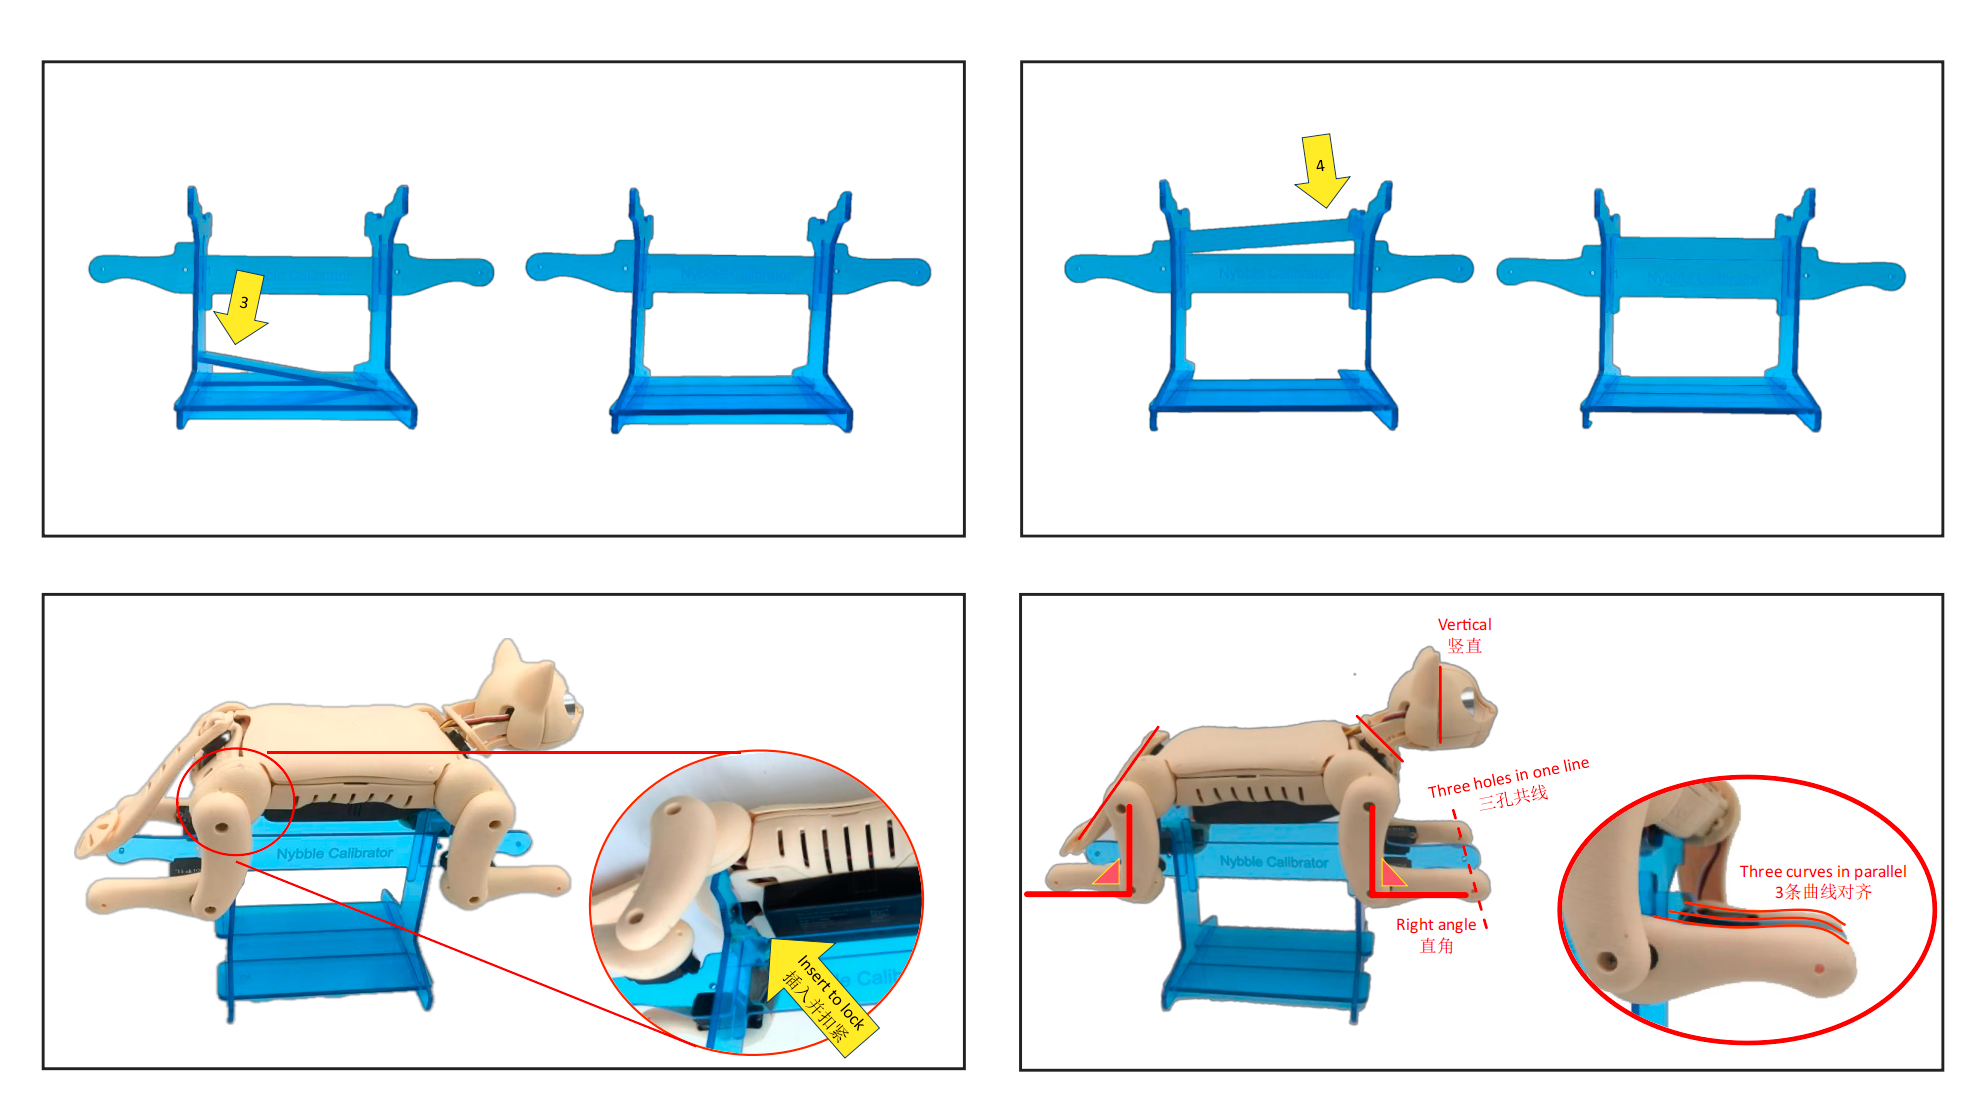 3
4
Nybble Calibrator
Insert to lock
插入并扣紧
Vertical
竖直
Three holes in one line
三孔共线
Nybble Calibrator
Three curves in parallel
3条曲线对齐
Right angle
直角